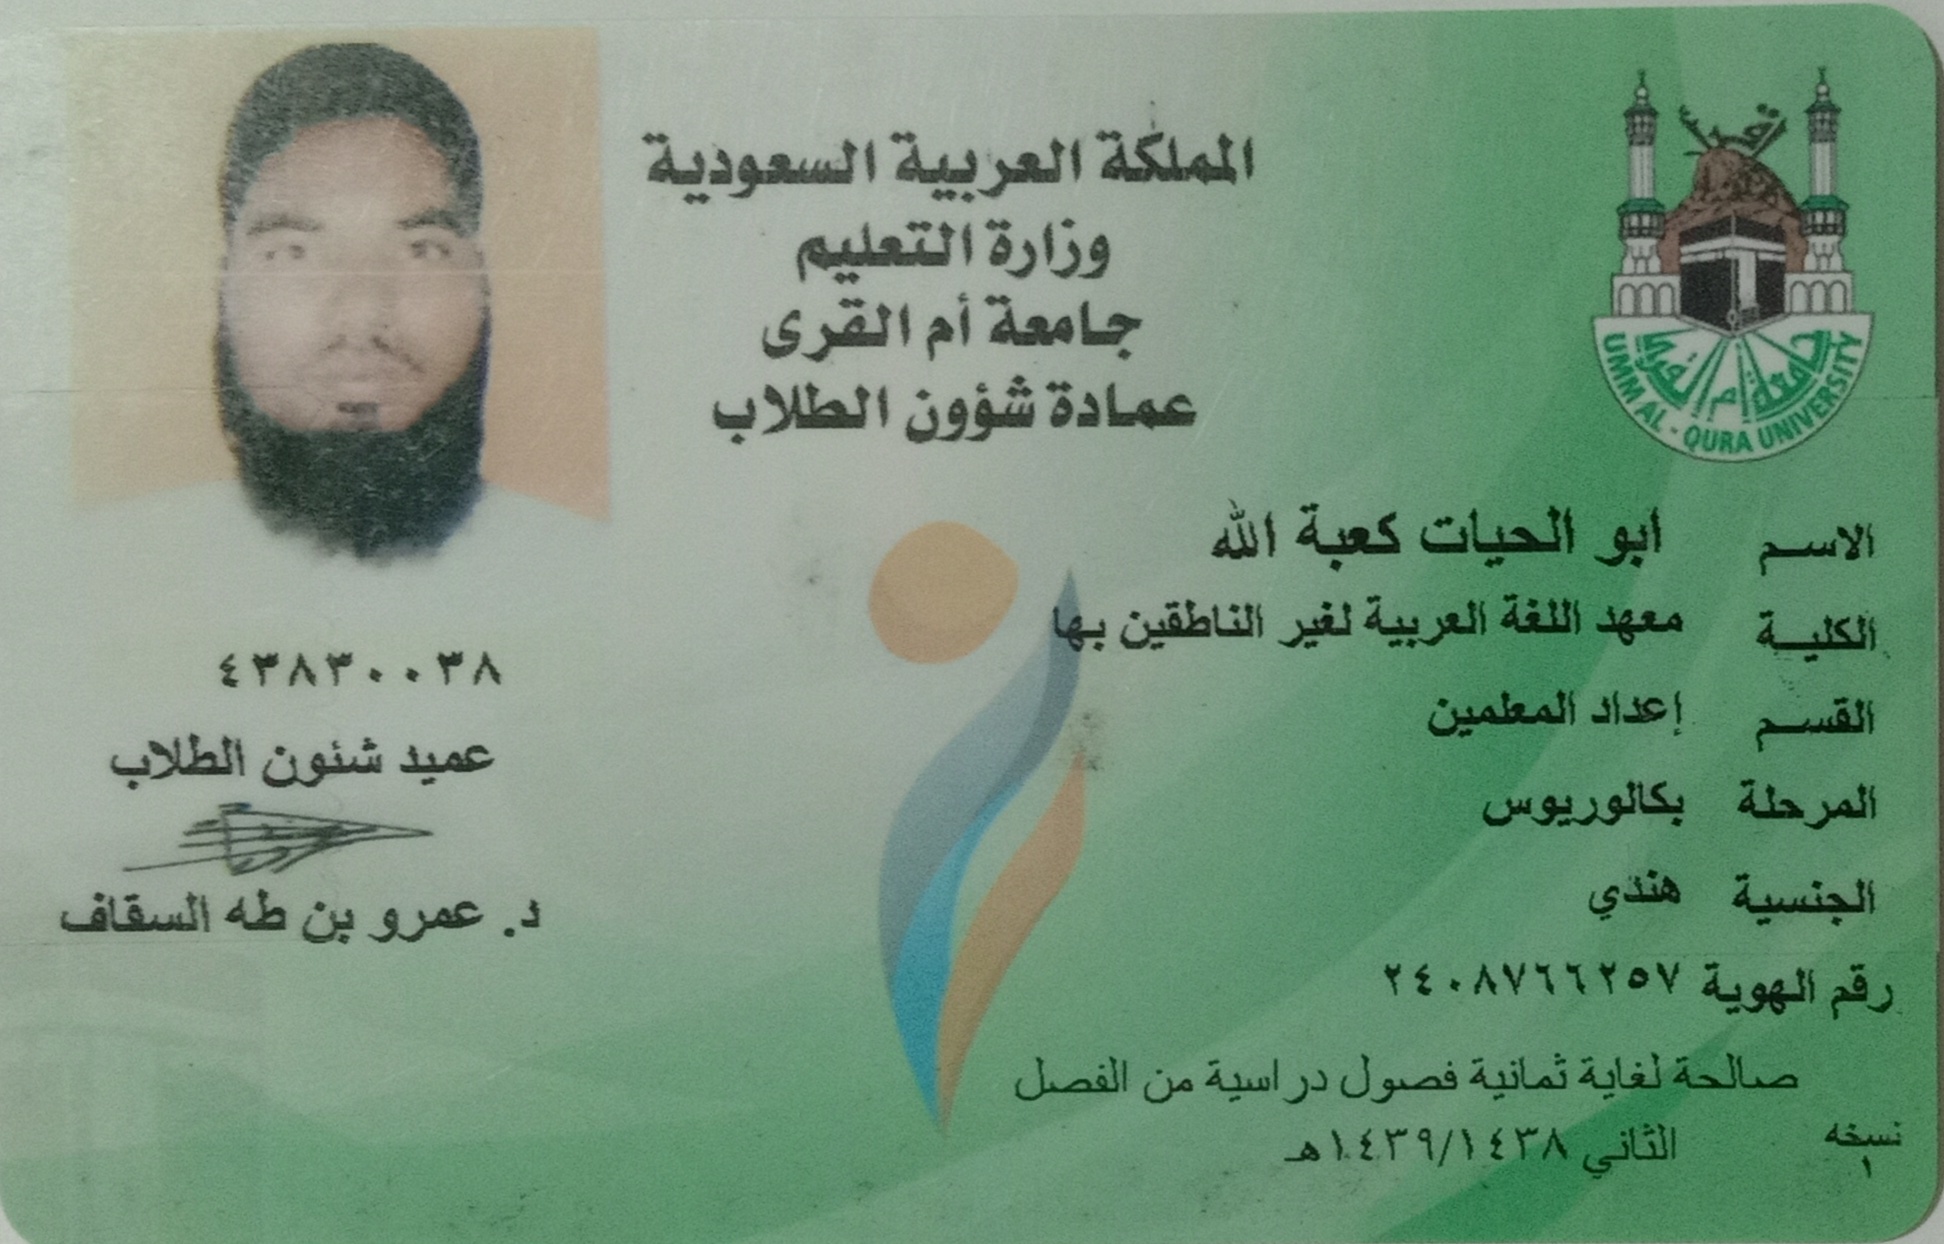 المملكة العربية السعودية
وزارة التعليم
جامعة أم القرى
عمادة شؤون الطلاب
جامعة أم القرى
UMM AL - QURA UNIVERSITY
الاسم ابو الحيات كعبة الله
الكلية معهد اللغة العربية لغير الناطقين بها
القسم إعداد المعلمين
المرحلة بكالوريوس
الجنسية هندي
رقم الهوية ٢٤٠٨٧٦٦٢٥٧
صالحة لغاية ثمانية فصول دراسية من الفصل
الثاني ١٤٣٩/١٤٣٨هـ
نسخه
١
٤٣٨٣٠٠٣٨
عميد شئون الطلاب
د. عمرو بن طه السقاف